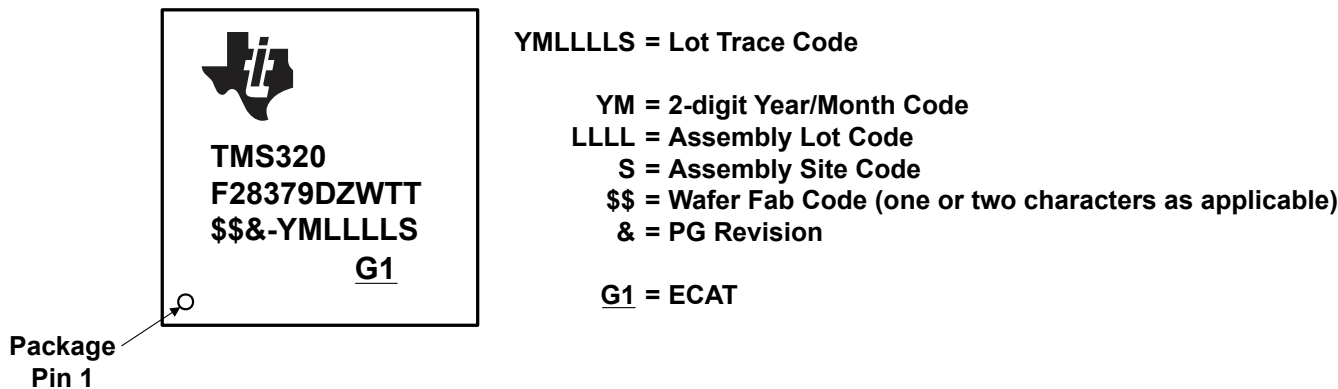 TMS320
F28379DZWTT
$$&-YMLLLLS
G1
Package
Pin 1
YMLLLLS = Lot Trace Code
YM = 2-digit Year/Month Code
LLLL = Assembly Lot Code
S = Assembly Site Code
$$ = Wafer Fab Code (one or two characters as applicable)
& = PG Revision
G1 = ECAT